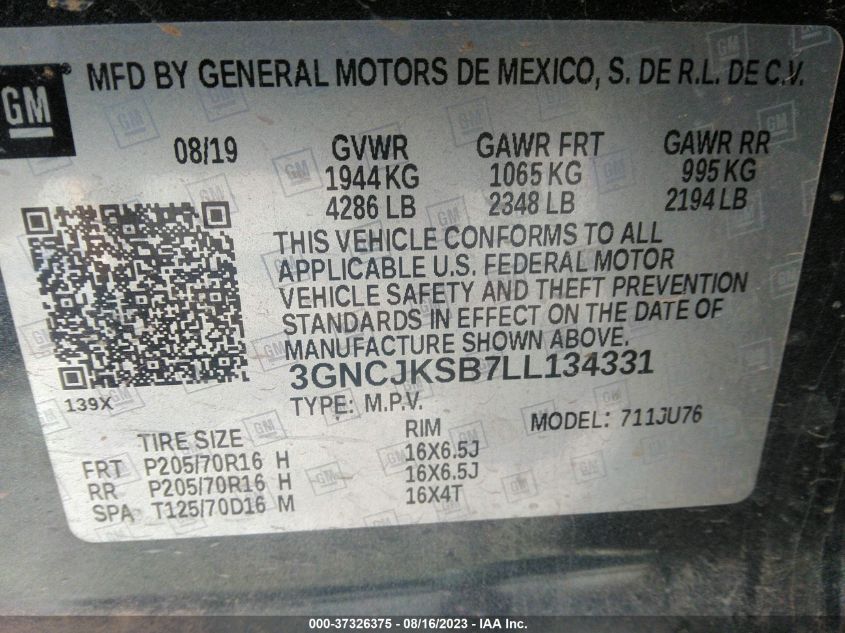 GM
MFD BY GENERAL MOTORS DE MEXICO, S. DE R.L. DE C.V.
08/19 GVWR GAWR FRT GAWR RR
1944 KG 1065 KG 995 KG
4286 LB 2348 LB 2194 LB
THIS VEHICLE CONFORMS TO ALL
APPLICABLE U.S. FEDERAL MOTOR
VEHICLE SAFETY AND THEFT PREVENTION
STANDARDS IN EFFECT ON THE DATE OF
MANUFACTURE SHOWN ABOVE.
139X 3GNCJKSB7LL134331
TYPE: M.P.V. MODEL: 711JU76
TIRE SIZE RIM
FRT P205/70R16 H 16X6.5J
RR P205/70R16 H 16X6.5J
SPA T125/70D16 M 16X4T
000-37326375 - 08/16/2023 - IAA Inc.